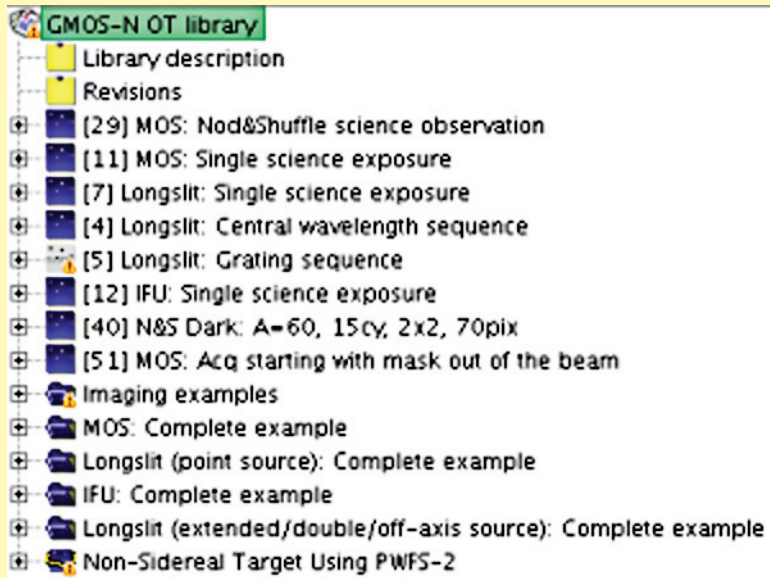 GMOS-N OT library
Library description
Revisions
[29] MOS: Nod&Shuffle science observation
[11] MOS: Single science exposure
[7] Longslit: Single science exposure
[4] Longslit: Central wavelength sequence
[5] Longslit: Grating sequence
[12] IFU: Single science exposure
[40] N&S Dark: A=60, 15cy, 2x2, 70pix
[51] MOS: Acq starting with mask out of the beam
Imaging examples
MOS: Complete example
Longslit (point source): Complete example
IFU: Complete example
Longslit (extended/double/off-axis source): Complete example
Non-Sidereal Target Using PWFS-2